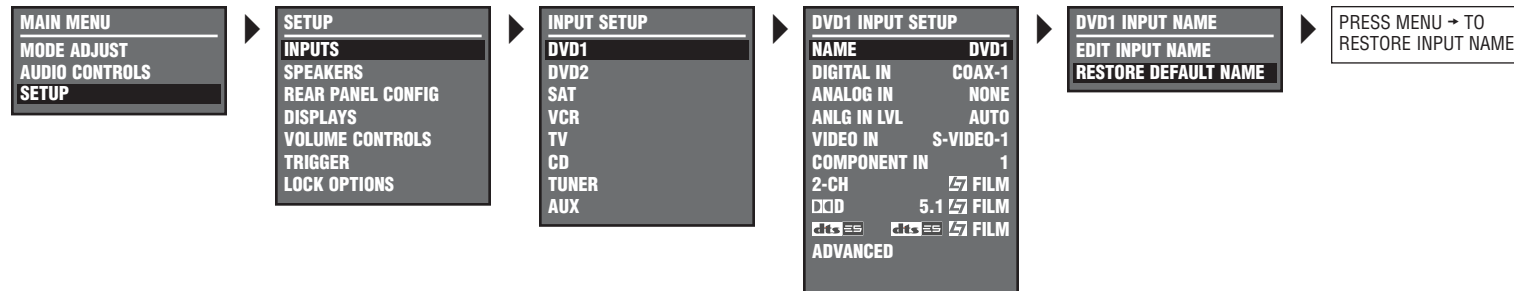 MAIN MENU
MODE ADJUST
AUDIO CONTROLS
SETUP
SETUP
INPUTS
SPEAKERS
REAR PANEL CONFIG
DISPLAYS
VOLUME CONTROLS
TRIGGER
LOCK OPTIONS
INPUT SETUP
DVD1
DVD2
SAT
VCR
TV
CD
TUNER
AUX
DVD1 INPUT SETUP
NAME DVD1
DIGITAL IN COAX-1
ANALOG IN NONE
ANLG IN LVL AUTO
VIDEO IN S-VIDEO-1
COMPONENT IN 1
2-CH L7 FILM
DD 5.1 L7 FILM
dts ES dts ES L7 FILM
ADVANCED
DVD1 INPUT NAME
EDIT INPUT NAME
RESTORE DEFAULT NAME
PRESS MENU → TO
RESTORE INPUT NAME